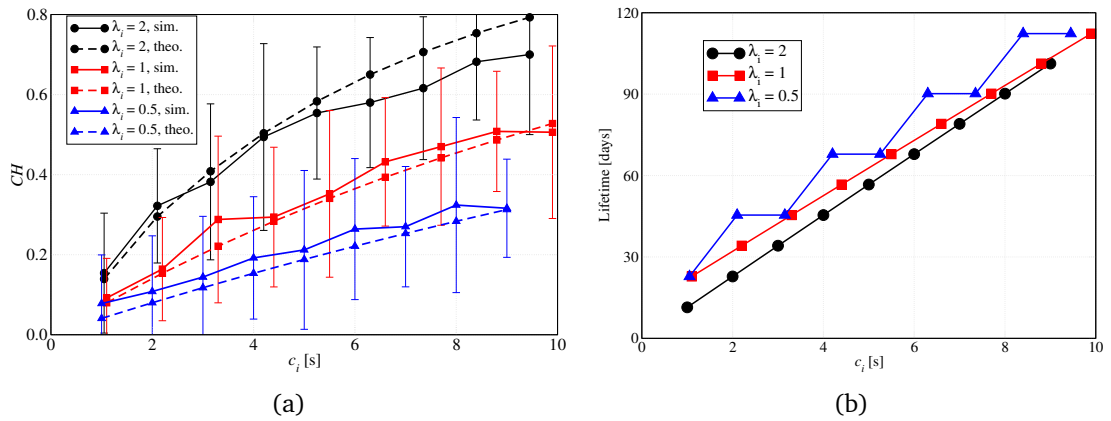 0.8
0.6
0.4
0.2
0.0
CH
λi = 2, sim.
λi = 2, theo.
λi = 1, sim.
λi = 1, theo.
λi = 0.5, sim.
λi = 0.5, theo.
0 2 4 6 8 10
ci [s]
(a)
120
90
60
30
0
Lifetime [days]
λi = 2
λi = 1
λi = 0.5
0 2 4 6 8 10
ci [s]
(b)